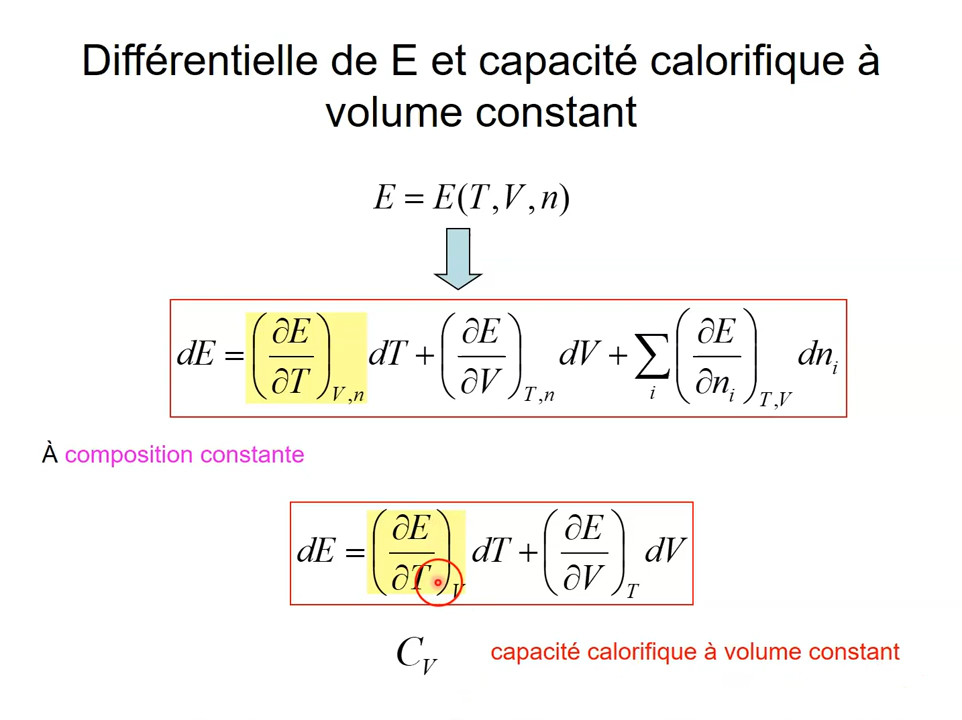 Différentielle de E et capacité calorifique à
volume constant
E = E(T,V,n)
dE = (∂E/∂T)_{V,n} dT + (∂E/∂V)_{T,n} dV + ∑_i (∂E/∂n_i)_{T,V} dn_i
À composition constante
dE = (∂E/∂T)_V dT + (∂E/∂V)_T dV
C_V capacité calorifique à volume constant